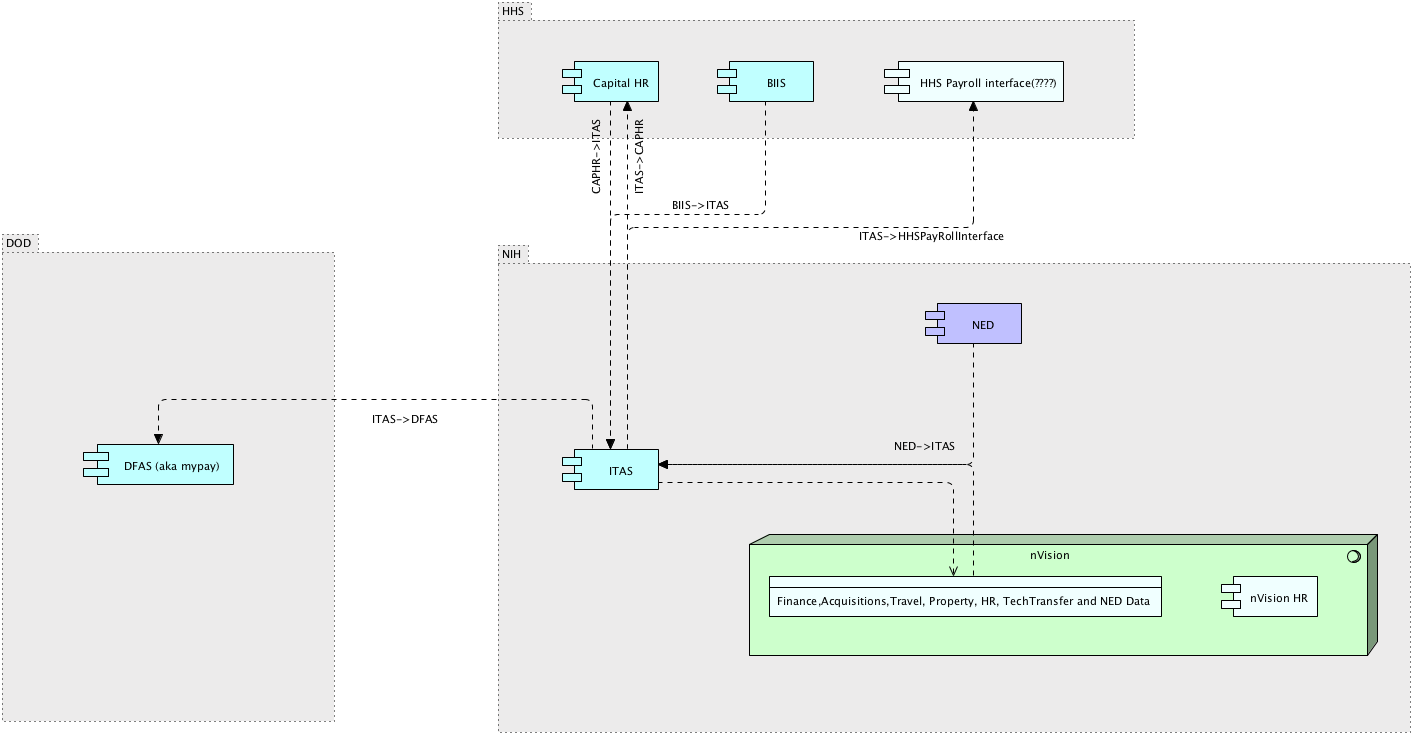 HHS
Capital HR
BIIS
HHS Payroll interface(????)
CAPHR->ITAS
ITAS->CAPHR
BIIS->ITAS
ITAS->HHSPayRollInterface
DOD
NIH
NED
ITAS->DFAS
NED->ITAS
DFAS (aka mypay)
ITAS
nVision
Finance,Acquisitions,Travel, Property, HR, TechTransfer and NED Data
nVision HR